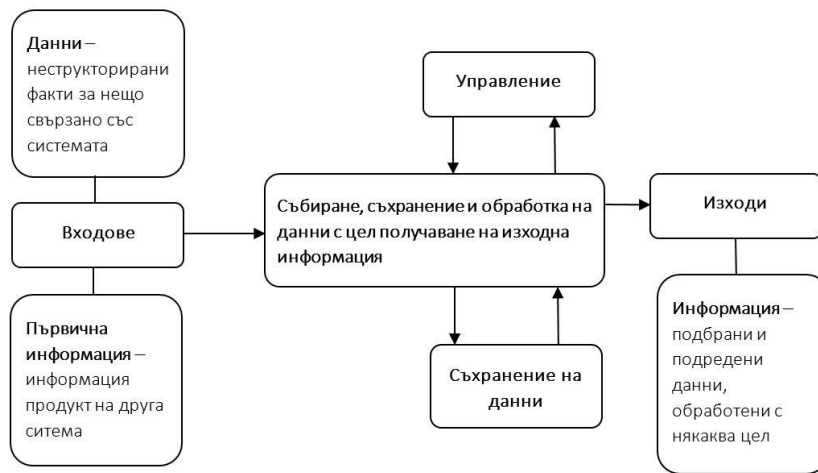 Данни –
неструкторирани
факти за нещо
свързано със
системата
Входове
Първична
информация –
информация
продукт на друга
ситема
Управление
Събиране, съхранение и обработка на
данни с цел получаване на изходна
информация
Съхранение на
данни
Изходи
Информация –
подбрани и
подредени
данни,
обработени с
някаква цел